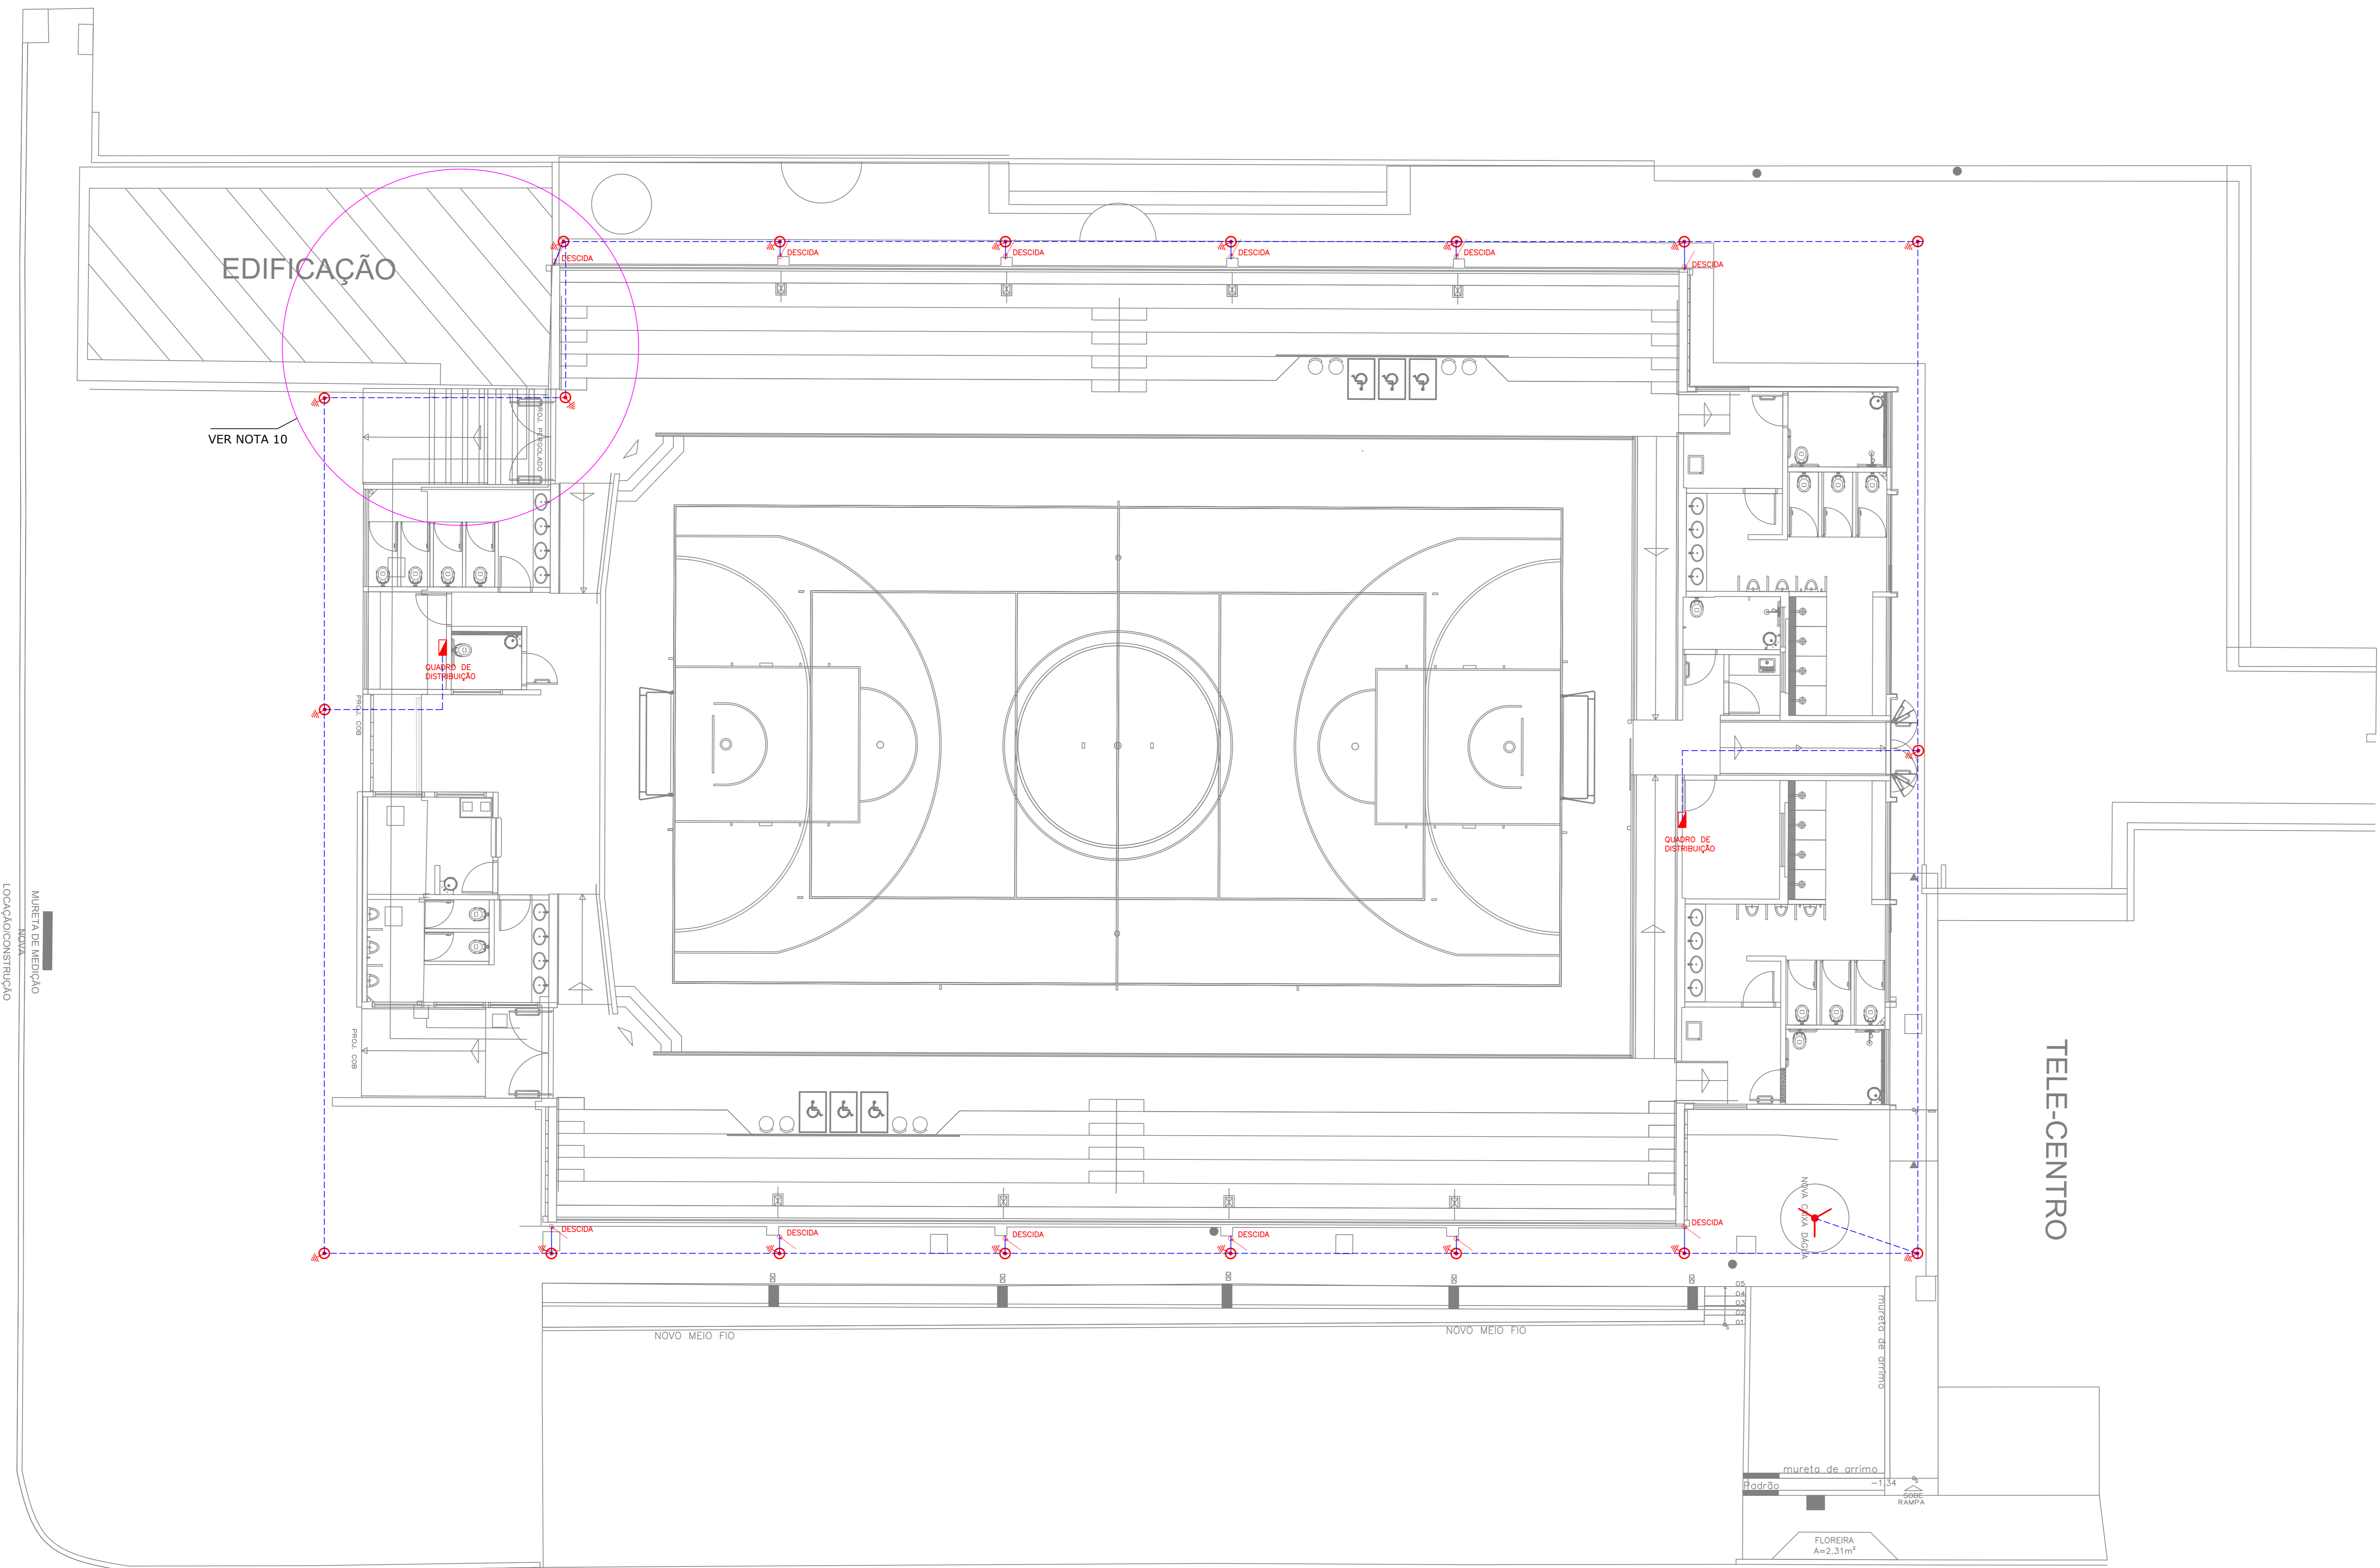 EDIFICAÇÃO
DESCIDA
DESCIDA
DESCIDA
DESCIDA
DESCIDA
DESCIDA
VER NOTA 10
PROJ. PERGOLADO
QUADRO DE
DISTRIBUIÇÃO
PROJ. COB
QUADRO DE
DISTRIBUIÇÃO
MURETA DE MEDIÇÃO
NOVA
LOCAÇÃO/CONSTRUÇÃO
PROJ. COB
TELE-CENTRO
NOVA CAIXA DÁGUA
DESCIDA
DESCIDA
DESCIDA
DESCIDA
DESCIDA
S
05
04
03
02
01
S
NOVO MEIO FIO
NOVO MEIO FIO
mureta de arrimo
mureta de arrimo
Padrão
-1.34
S
SOBE
RAMPA
FLOREIRA
A=2.31m²